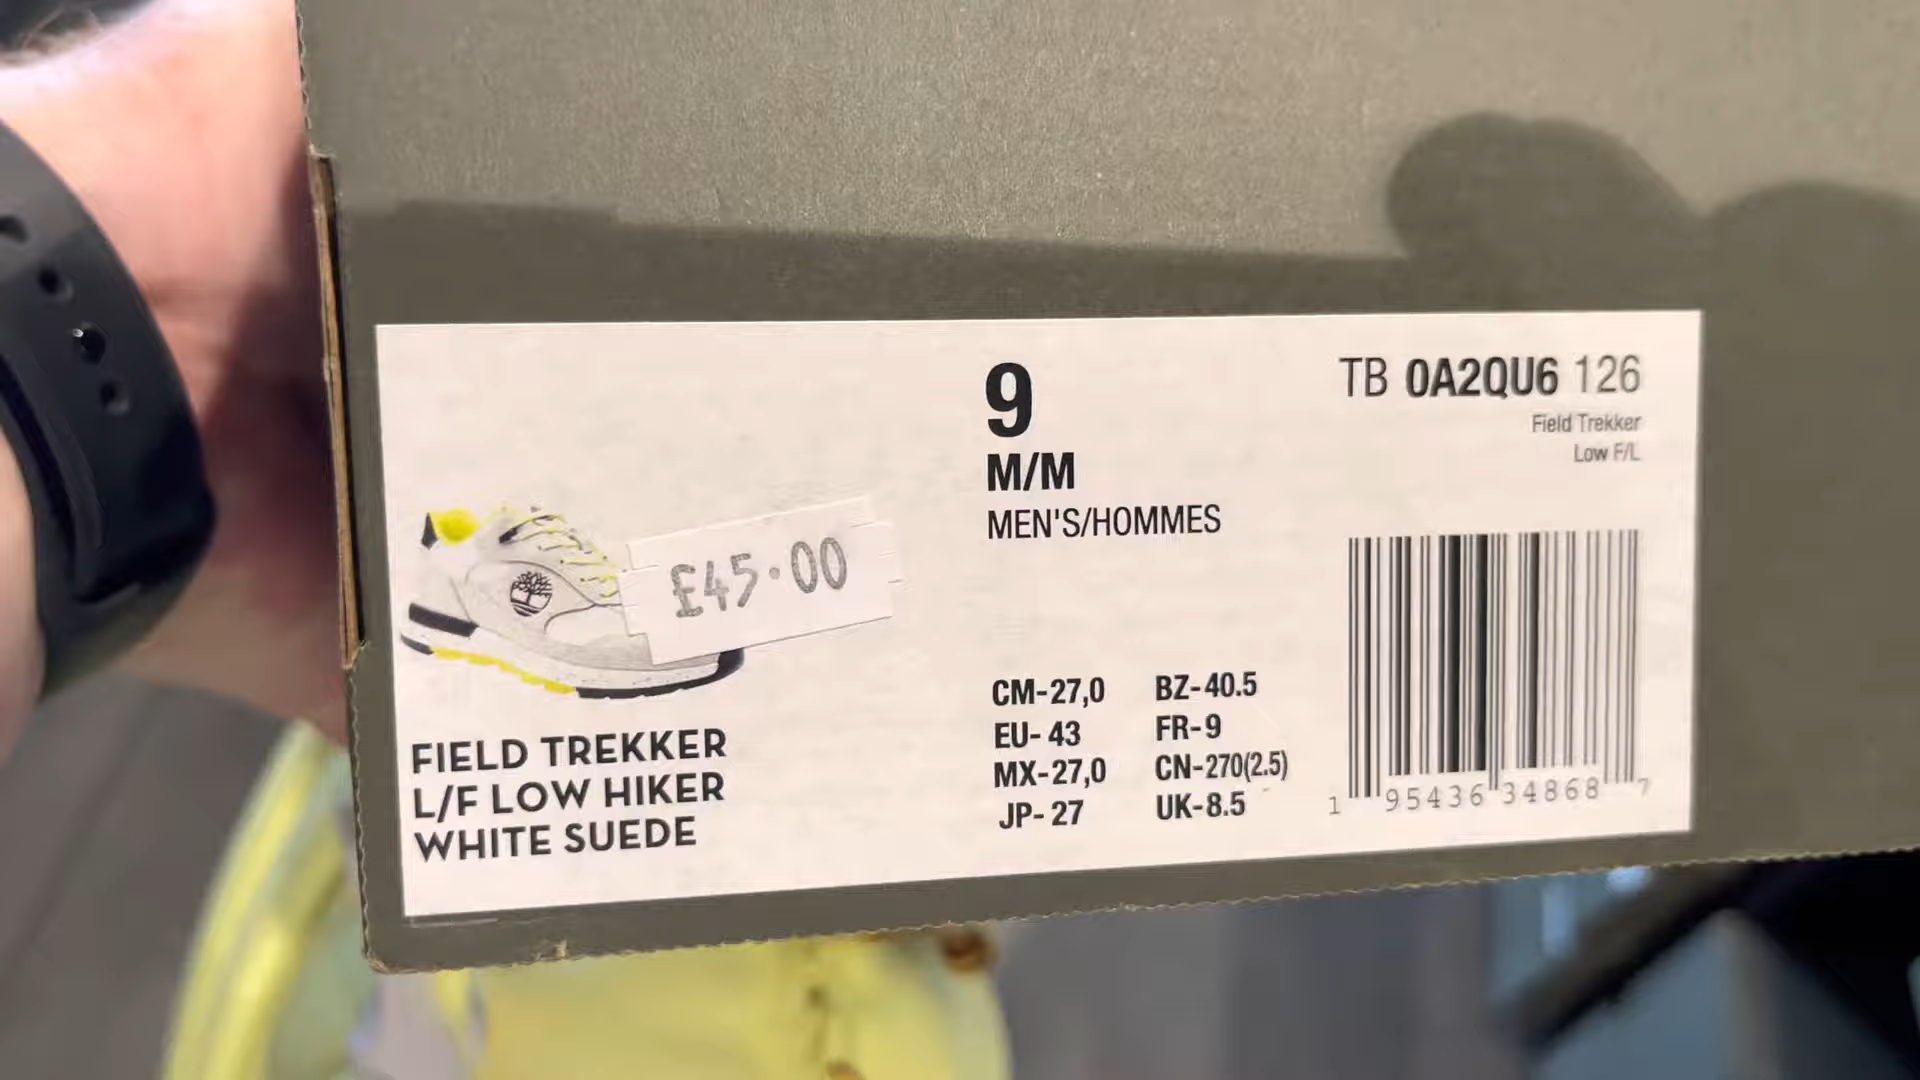 9
M/M
MEN'S/HOMMES
TB 0A2QU6 126
Field Trekker
Low F/L
£45.00
FIELD TREKKER
L/F LOW HIKER
WHITE SUEDE
CM-27,0 BZ-40.5
EU- 43 FR-9
MX-27,0 CN-270(2.5)
JP- 27 UK-8.5
1 95436 34868 7